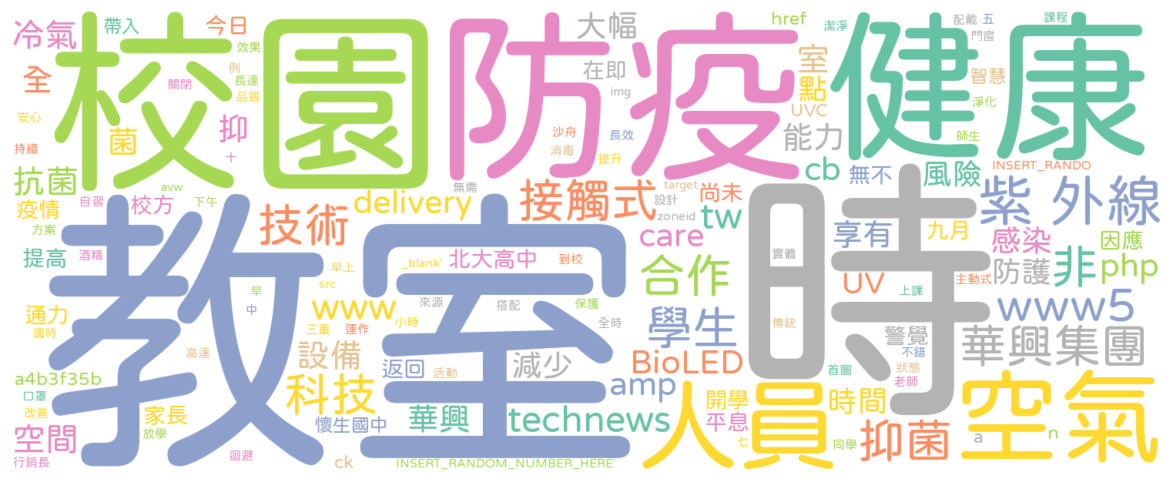 冷氣 帶入 今日 大幅 href 配戴 五 課程
校園 防疫 健康
效果 潔淨 門窗
全 關閉 例 長達 品質 在即 img 室 點 智慧
安心 菌 抑 沙舟 長效 UVC 淨化
持續 十 消毒 提升 能力 師生
抗菌 avw 無需 target cb 無不 風險 INSERT_RANDO
疫情 自習 校方 下午 delivery 接觸式 設計 尚未 紫 外線
方案 技術 zoneid tw 享有 九月 感染 因應
提高 酒精 _blank' 北大高中 到校 care 實體 防護 非 php
教室 時
早上 src 合作 UV 上課 主動式
通力 早 中 www 來源 搭配 保護 www5
鴻時 三重 運作 小時 全時 學生 傳統 警覺 華興集團
高達 設備 返回 活動 減少 BioLED 首圖 不錯 狀態
a4b3f35b 科技 amp 老師 人員 空氣
口罩 改善 家長 懷生國中 華興 technews 開學 時間
空間 放學 平息 抑菌 a n
行銷長 迴避 ck INSERT_RANDOM_NUMBER_HERE' 七 同學